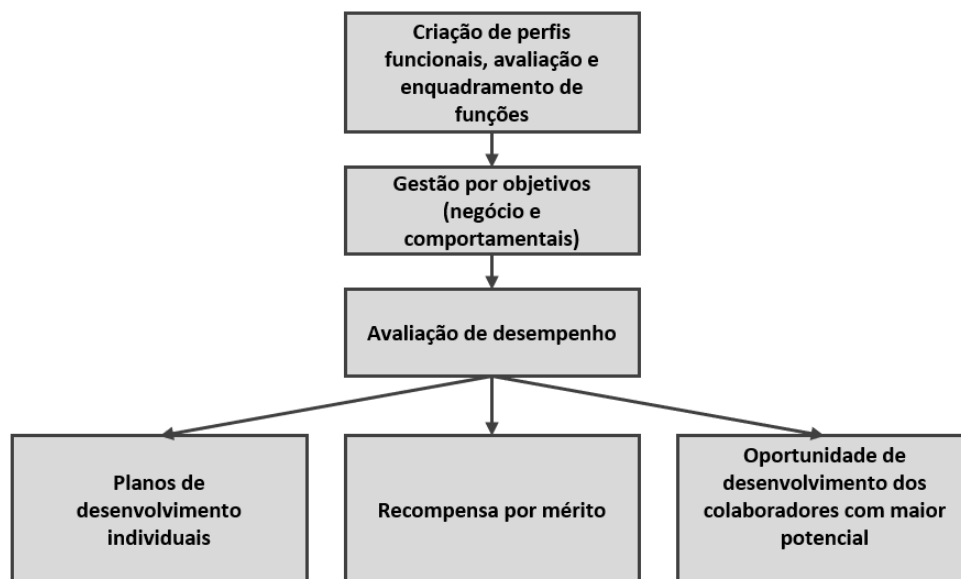 Criação de perfis
funcionais, avaliação e
enquadramento de
funções
Gestão por objetivos
(negócio e
comportamentais)
Avaliação de desempenho
Planos de
desenvolvimento
individuais
Recompensa por mérito
Oportunidade de
desenvolvimento dos
colaboradores com maior
potencial